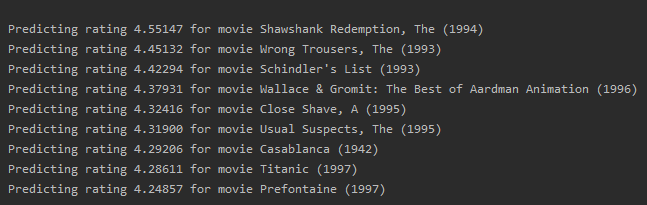 Predicting rating 4.55147 for movie Shawshank Redemption, The (1994)
Predicting rating 4.45132 for movie Wrong Trousers, The (1993)
Predicting rating 4.42294 for movie Schindler's List (1993)
Predicting rating 4.37931 for movie Wallace & Gromit: The Best of Aardman Animation (1996)
Predicting rating 4.32416 for movie Close Shave, A (1995)
Predicting rating 4.31900 for movie Usual Suspects, The (1995)
Predicting rating 4.29206 for movie Casablanca (1942)
Predicting rating 4.28611 for movie Titanic (1997)
Predicting rating 4.24857 for movie Prefontaine (1997)